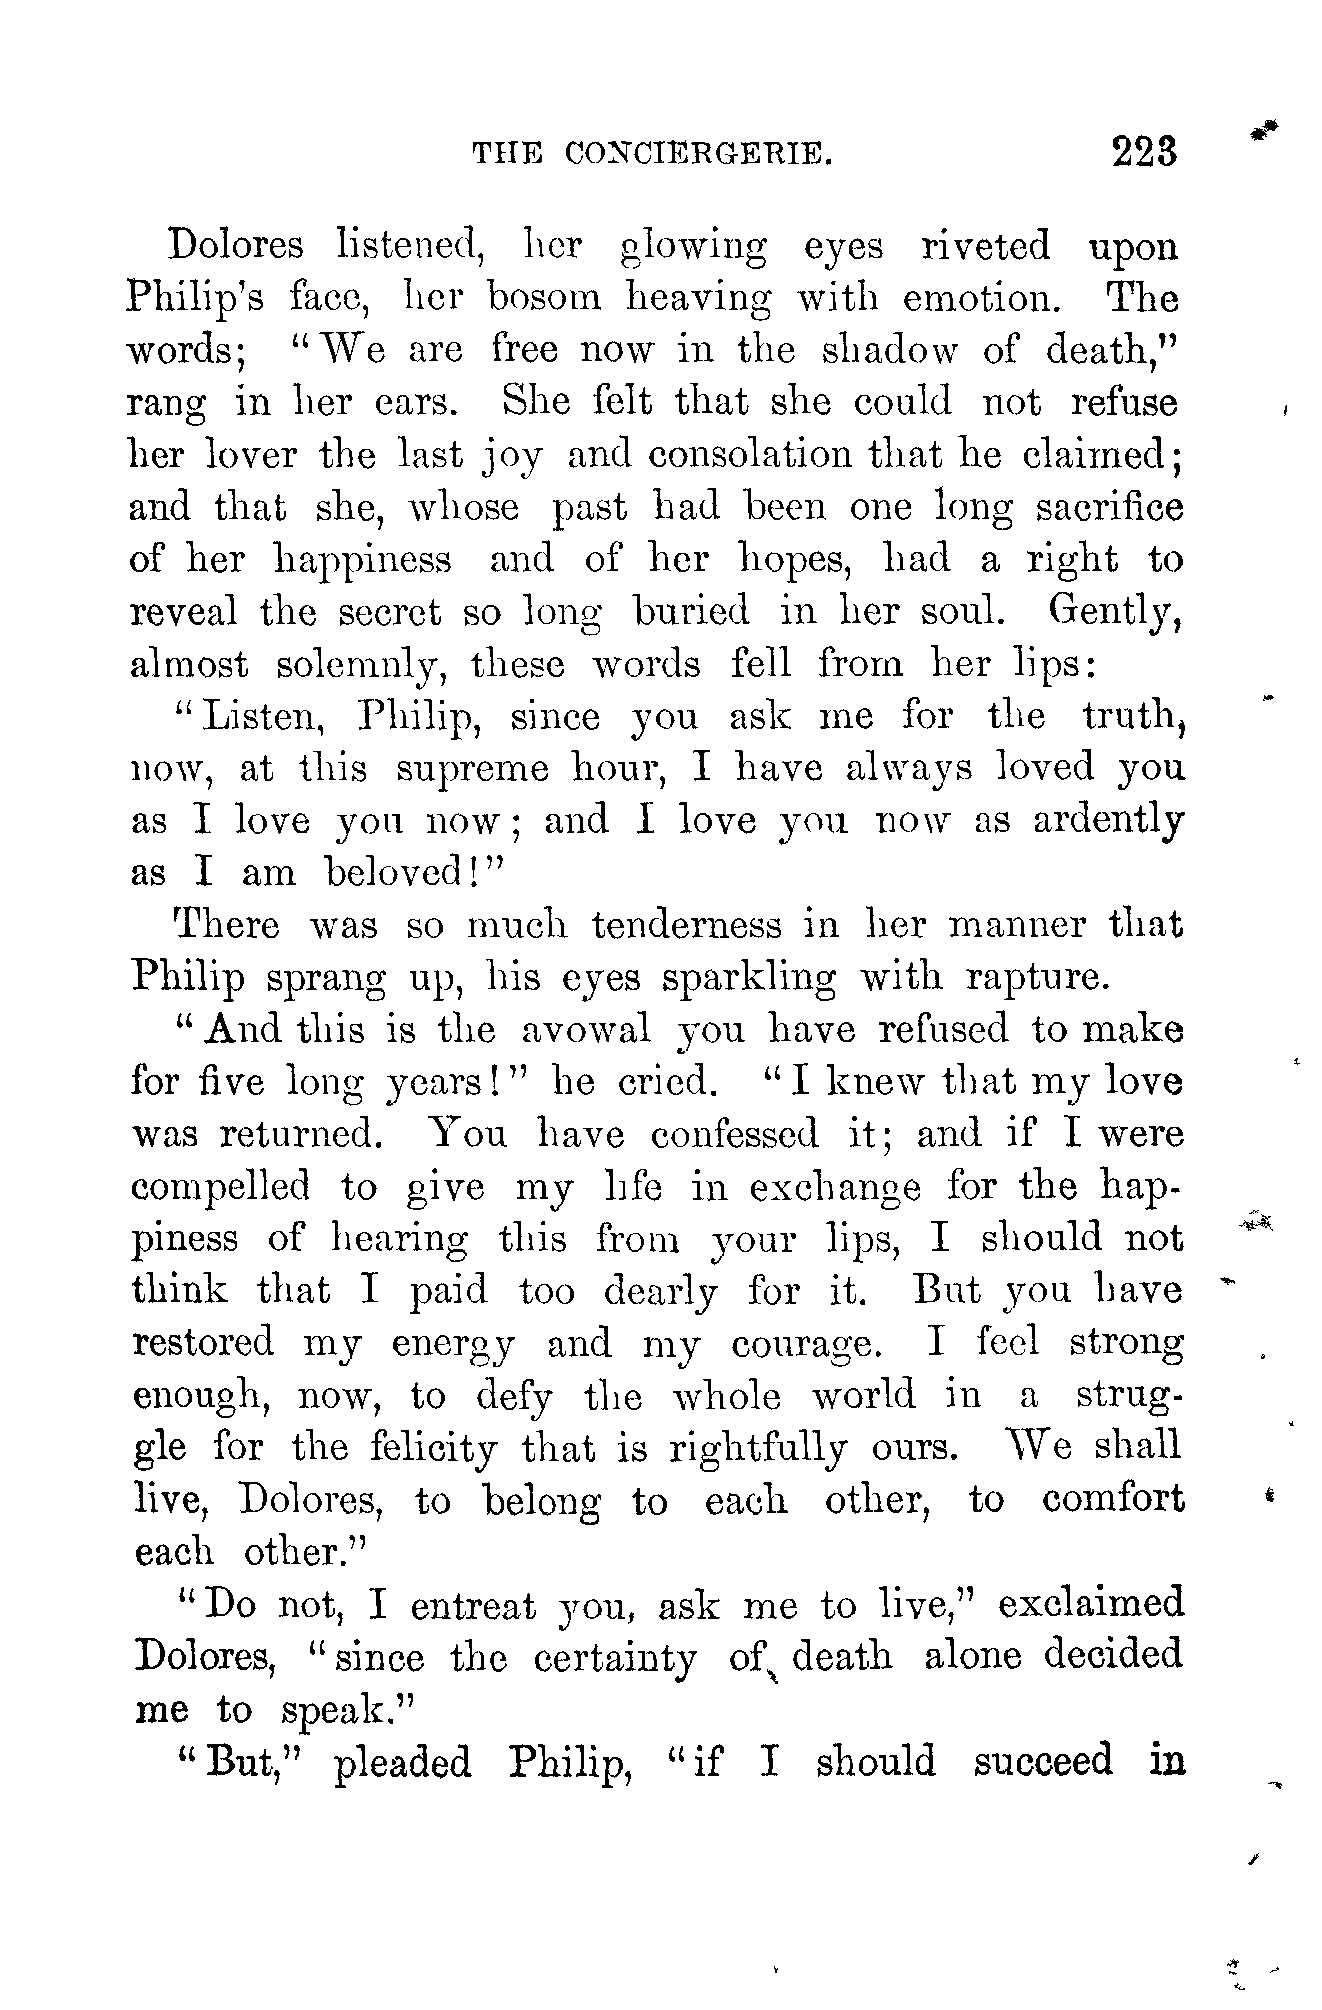 THE CONCIERGERIE. 223
Dolores listened, her glowing eyes riveted upon
Philip's face, her bosom heaving with emotion. The
words; "We are free now in the shadow of death,"
rang in her ears. She felt that she could not refuse
her lover the last joy and consolation that he claimed;
and that she, whose past had been one long sacrifice
of her happiness and of her hopes, had a right to
reveal the secret so long buried in her soul. Gently,
almost solemnly, these words fell from her lips:
"Listen, Philip, since you ask me for the truth,
now, at this supreme hour, I have always loved you
as I love you now; and I love you now as ardently
as I am beloved!"
There was so much tenderness in her manner that
Philip sprang up, his eyes sparkling with rapture.
"And this is the avowal you have refused to make
for five long years!" he cried. "I knew that my love
was returned. You have confessed it; and if I were
compelled to give my life in exchange for the hap-
piness of hearing this from your lips, I should not
think that I paid too dearly for it. But you have
restored my energy and my courage. I feel strong
enough, now, to defy the whole world in a strug-
gle for the felicity that is rightfully ours. We shall
live, Dolores, to belong to each other, to comfort
each other."
"Do not, I entreat you, ask me to live," exclaimed
Dolores, "since the certainty of death alone decided
me to speak."
"But," pleaded Philip, "if I should succeed in